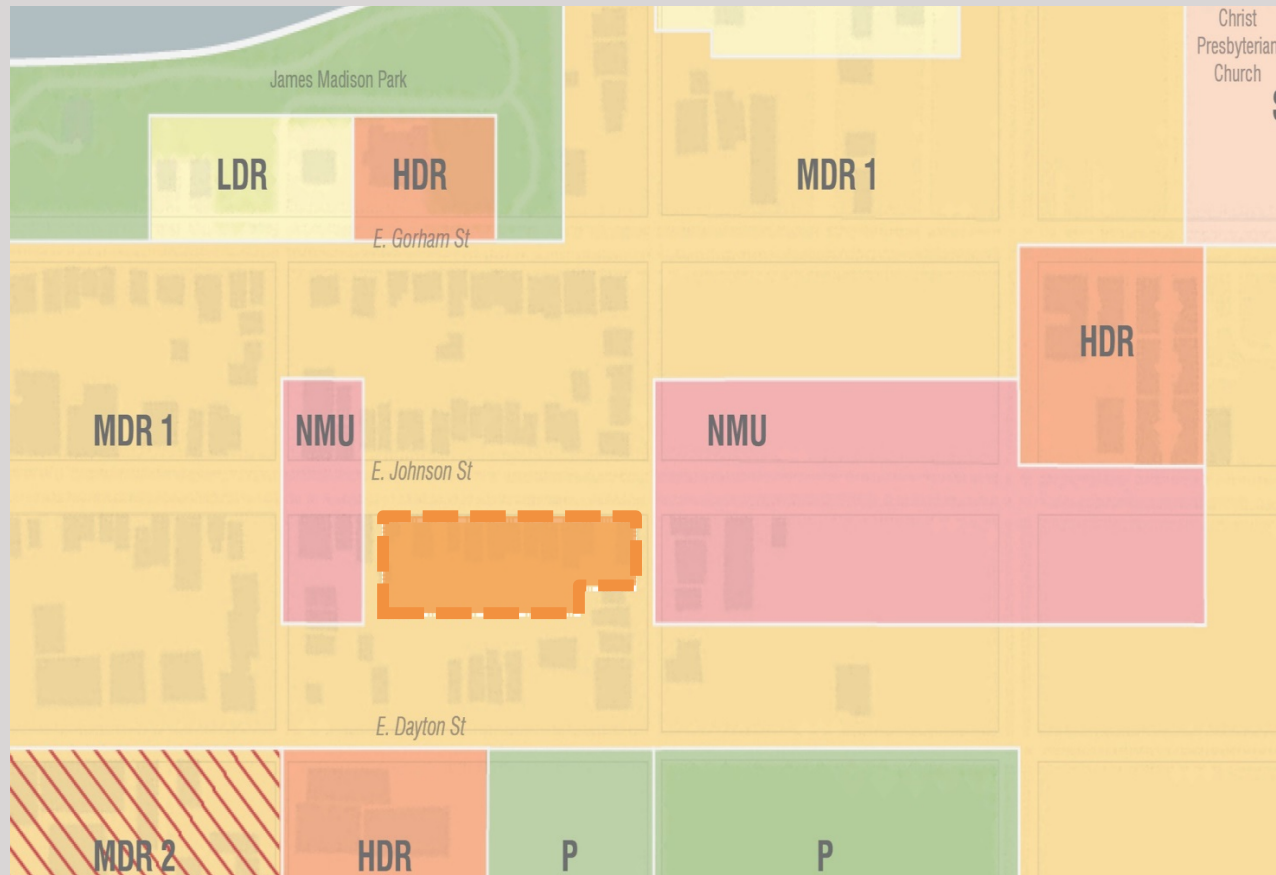 Christ
Presbyterian
Church
S
James Madison Park
LDR
HDR
MDR 1
E. Gorham St
HDR
MDR 1
NMU
NMU
E. Johnson St
E. Dayton St
MDR 2
HDR
P
P